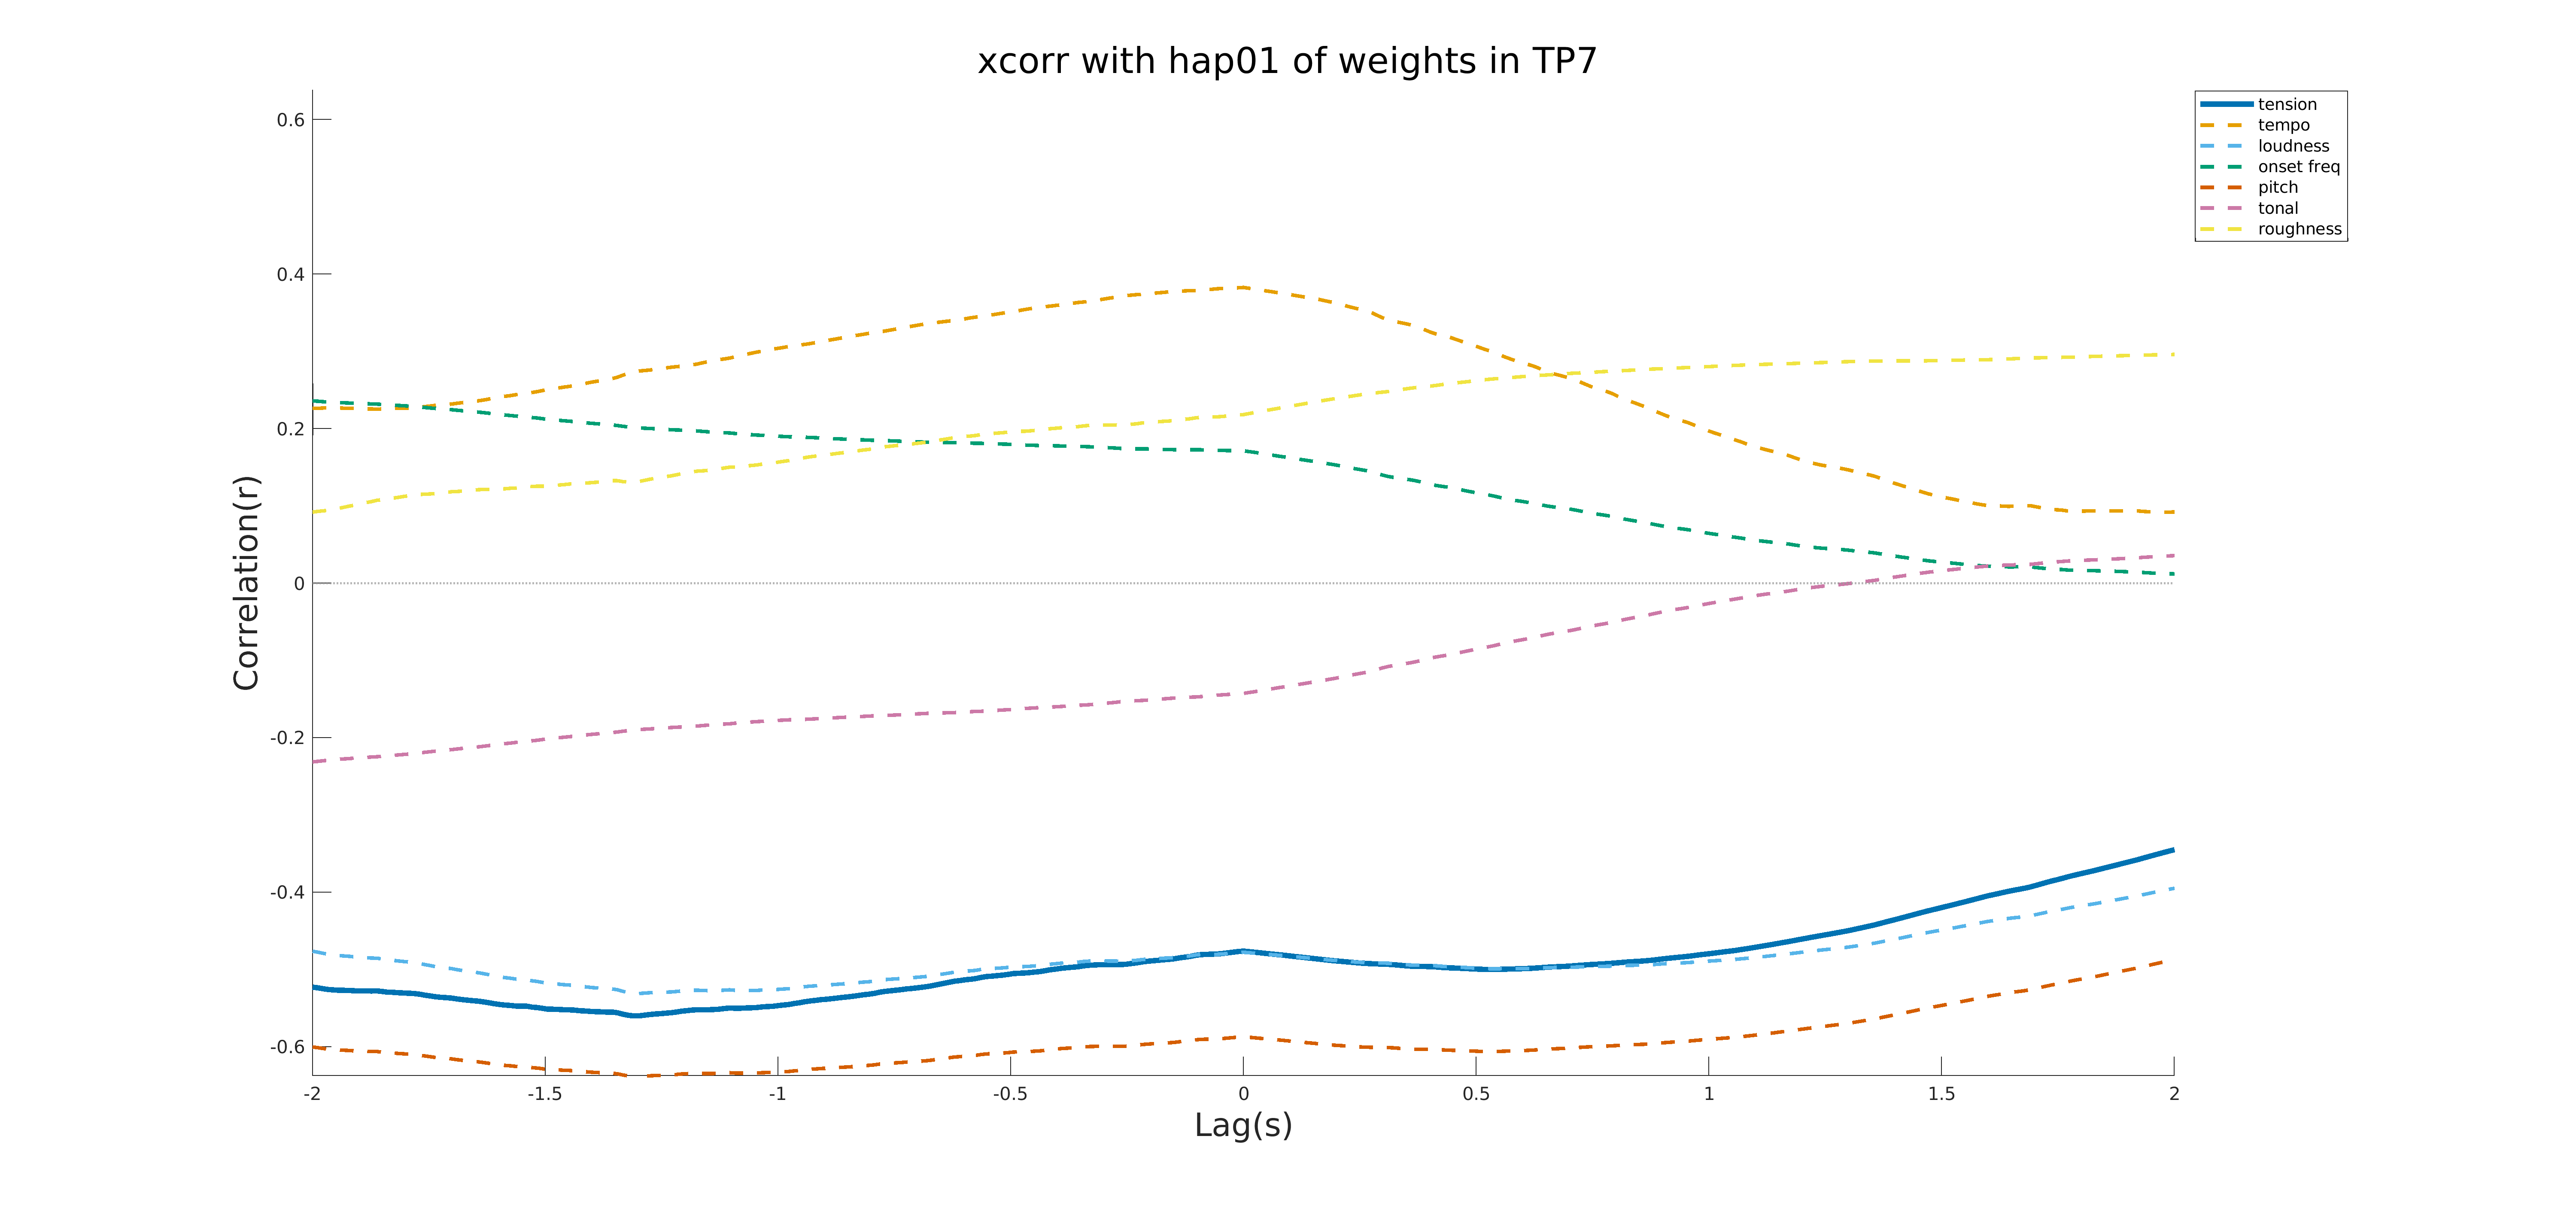 xcorr with hap01 of weights in TP7
tension
tempo
loudness
onset freq
pitch
tonal
roughness
Correlation(r)
0.6
0.4
0.2
0
-0.2
-0.4
-0.6
-2
-1.5
-1
-0.5
0
0.5
1
1.5
2
Lag(s)